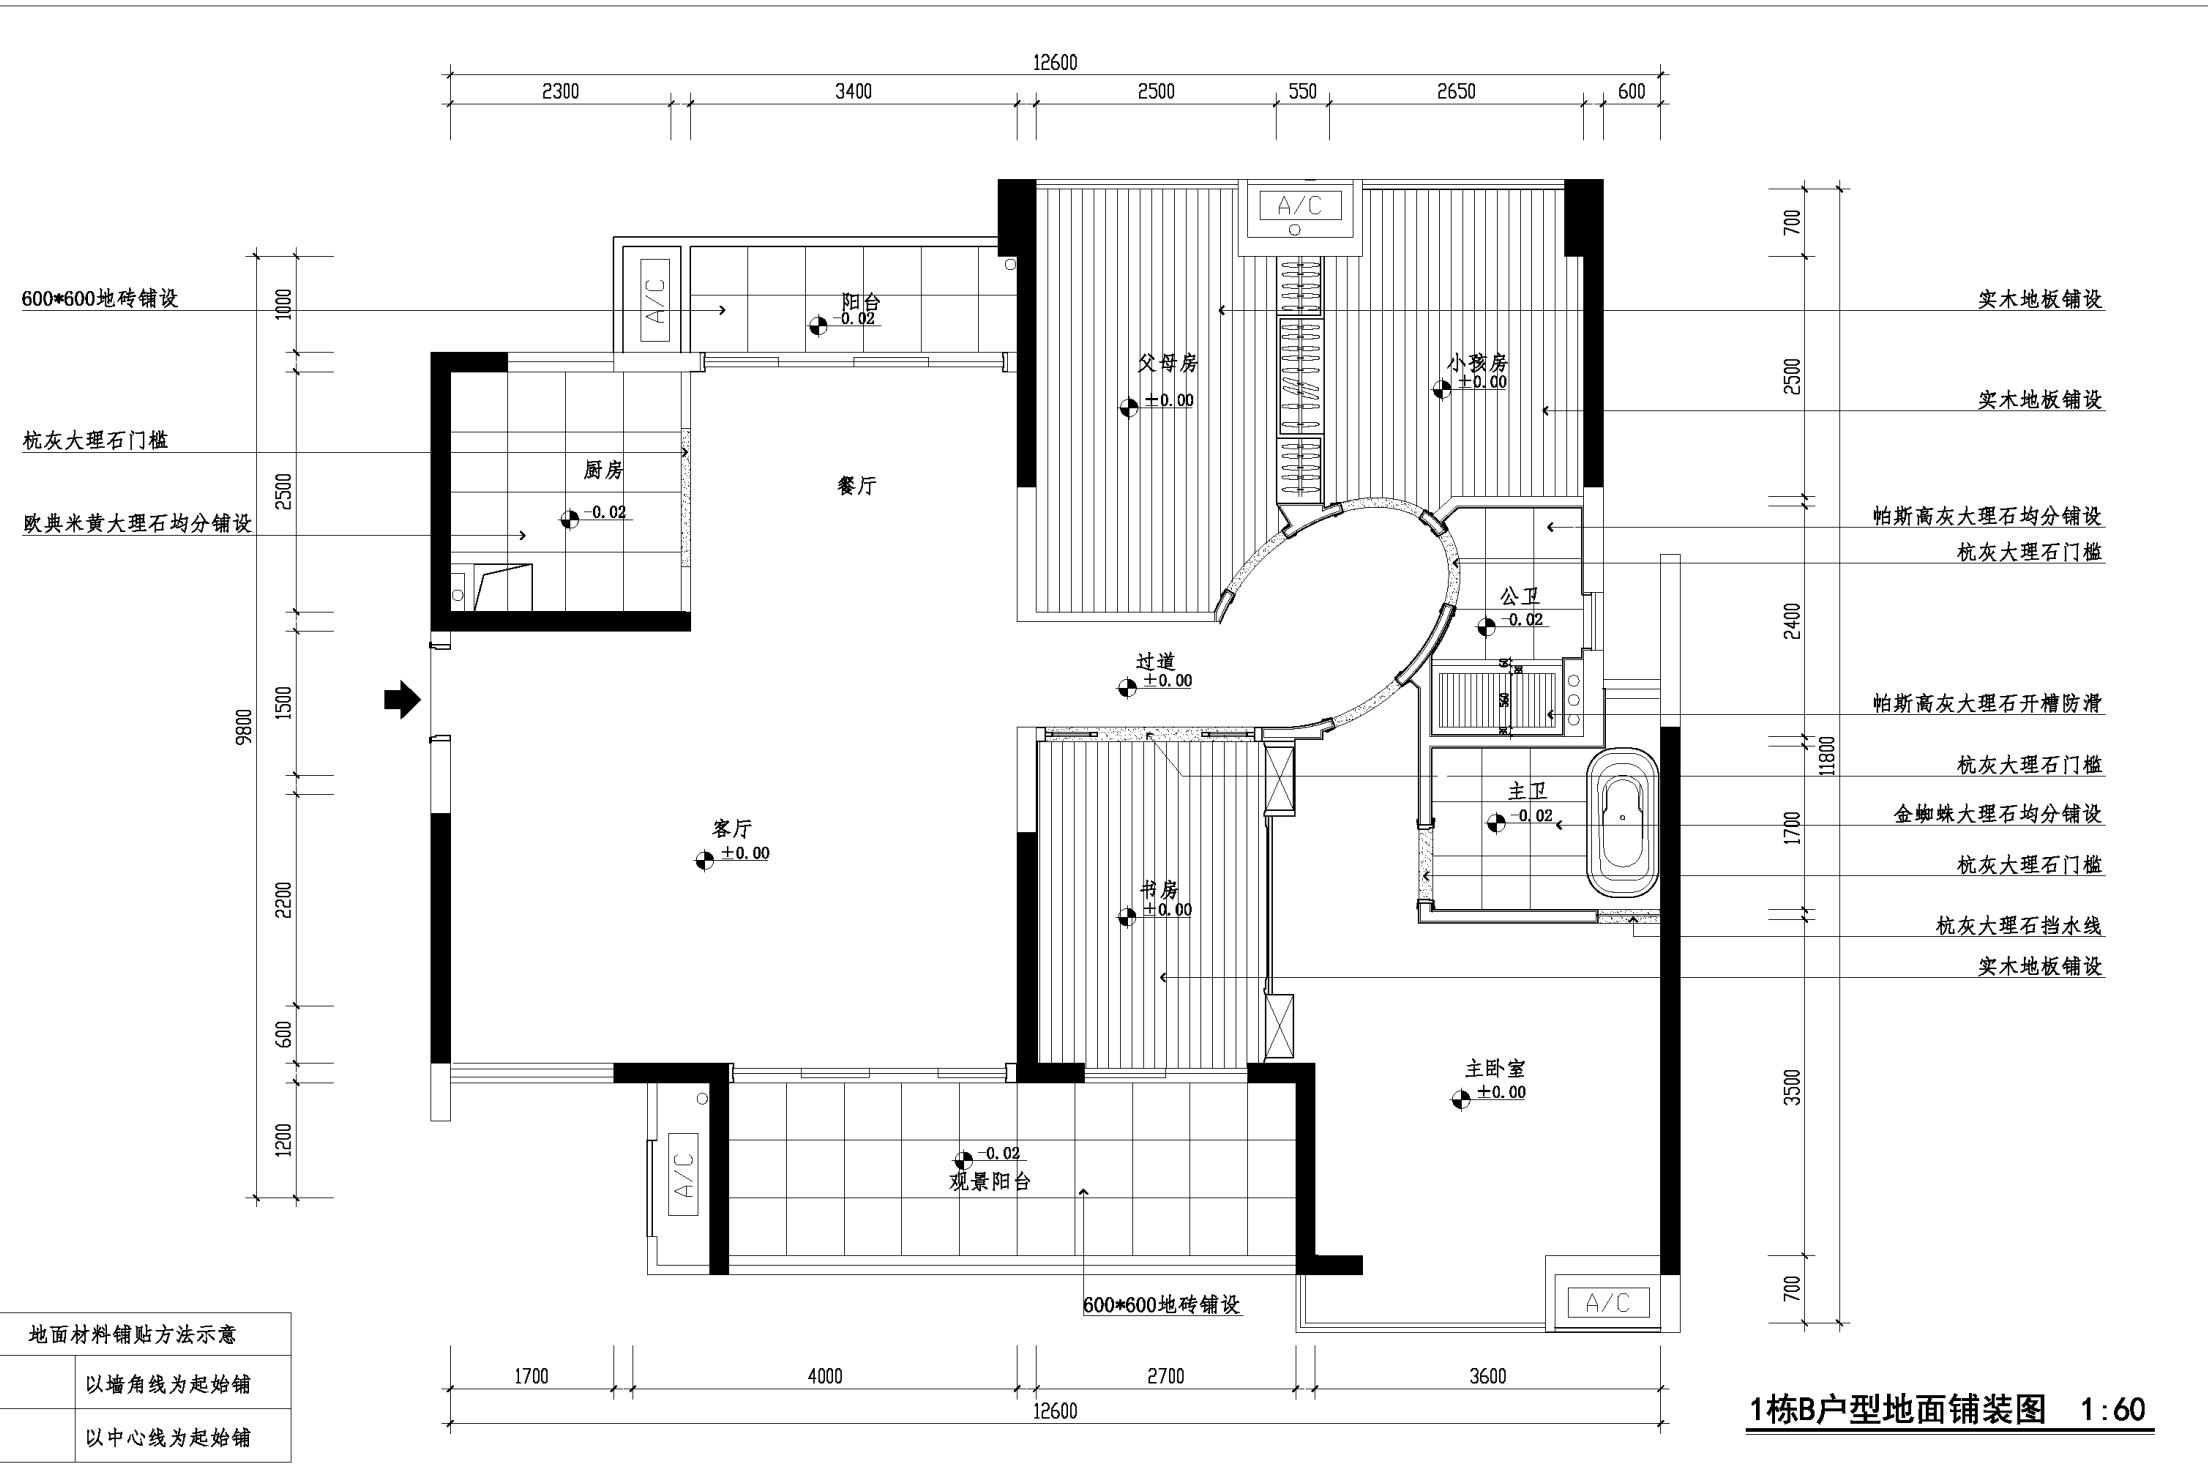 12600
2300
3400
2500
550
2650
600
A/C
700
A/C
600*600地砖铺设
1000
阳台
-0.02
实木地板铺设
父母房
±0.00
小孩房
±0.00
2500
实木地板铺设
杭灰大理石门槛
厨房
-0.02
2500
餐厅
欧典米黄大理石均分铺设
帕斯高灰大理石均分铺设
杭灰大理石门槛
公卫
-0.02
2400
过道
±0.00
560
帕斯高灰大理石开槽防滑
1500
9800
11800
杭灰大理石门槛
主卫
-0.02
金蜘蛛大理石均分铺设
1700
客厅
±0.00
杭灰大理石门槛
书房
±0.00
2200
杭灰大理石挡水线
实木地板铺设
600
主卧室
±0.00
3500
1200
A/C
-0.02
观景阳台
600*600地砖铺设
A/C
700
地面材料铺贴方法示意
以墙角线为起始铺
以中心线为起始铺
1700
4000
2700
3600
12600
1栋B户型地面铺装图 1:60